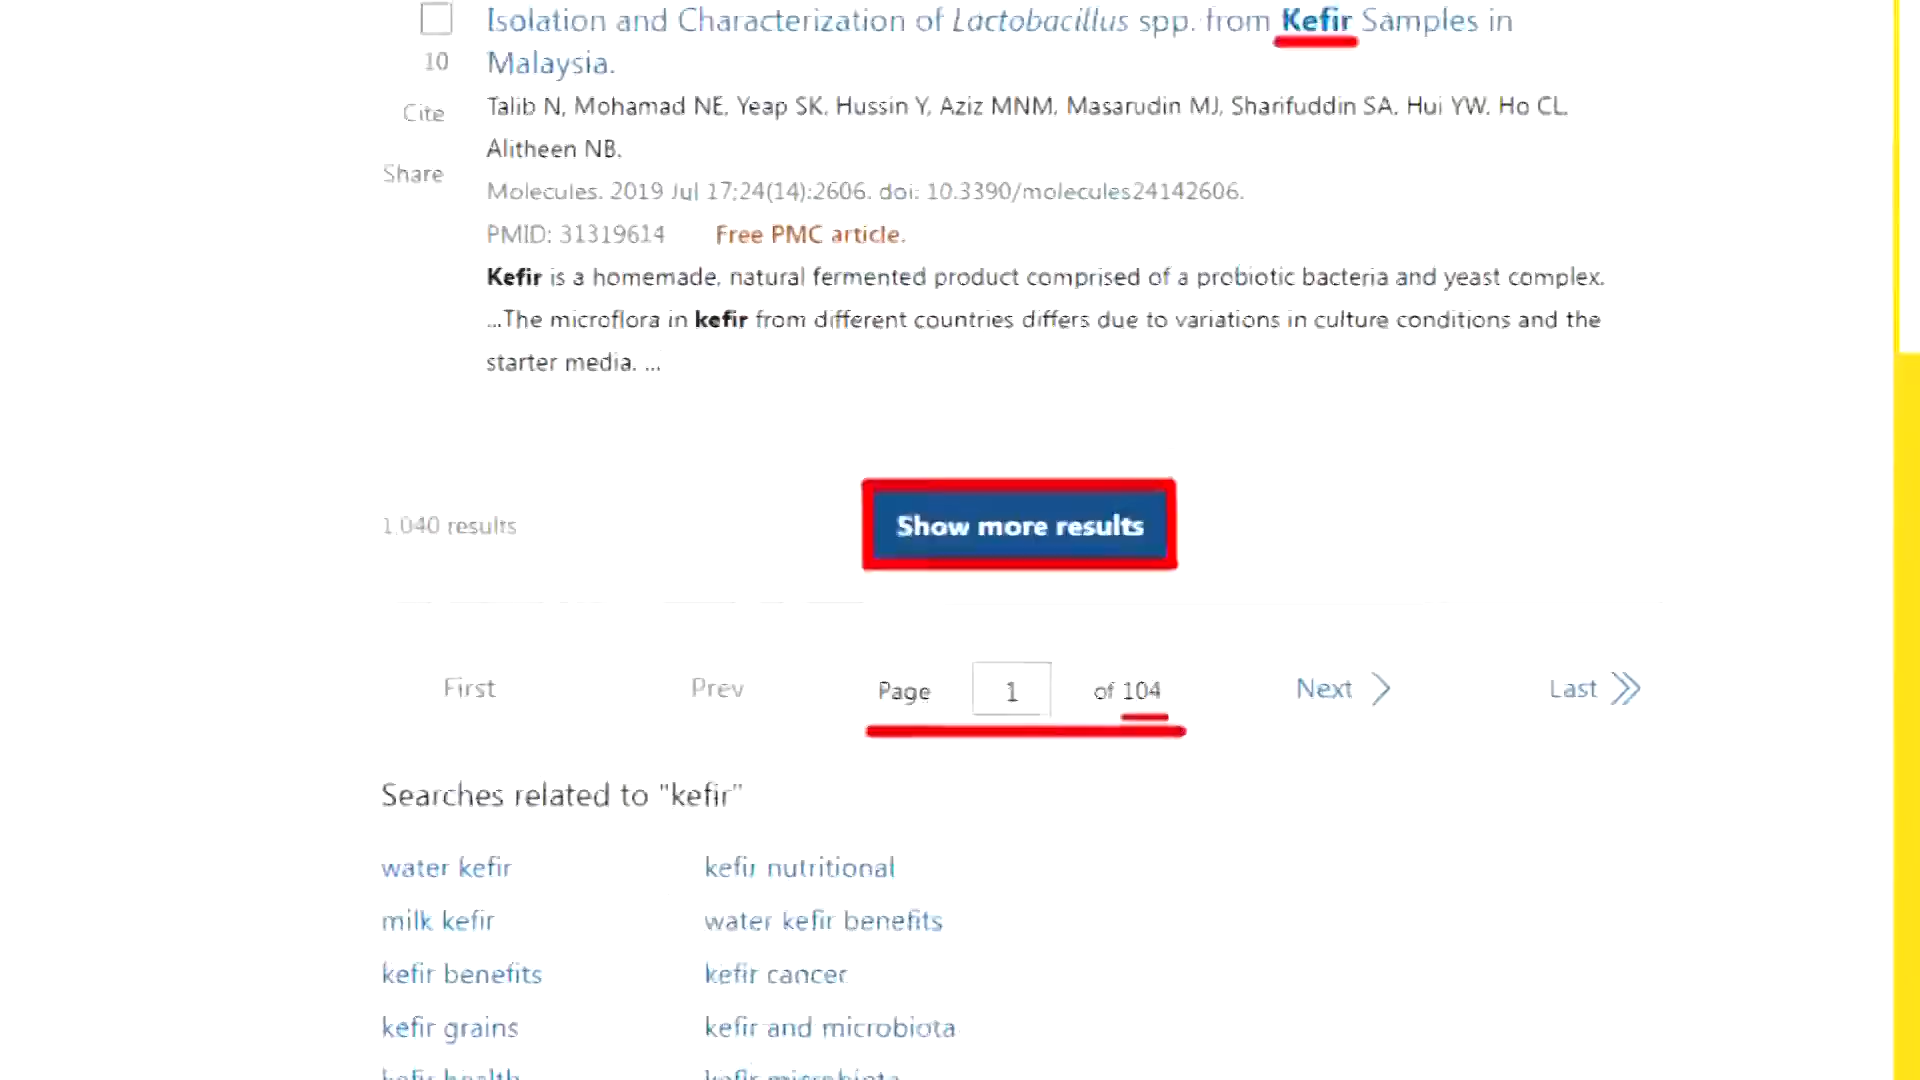 Isolation and Characterization of Lactobacillus spp. from Kefir Samples in
10
Malaysia.
Cite
Talib N, Mohamad NE, Yeap SK, Hussin Y, Aziz MNM, Masarudin MJ, Sharifuddin SA, Hui YW, Ho CL,
Alitheen NB.
Share
Molecules. 2019 Jul 17;24(14):2606. doi: 10.3390/molecules24142606.
PMID: 31319614 Free PMC article.
Kefir is a homemade, natural fermented product comprised of a probiotic bacteria and yeast complex.
...The microflora in kefir from different countries differs due to variations in culture conditions and the
starter media. ...
1,040 results
Show more results
First Prev Page 1 of 104 Next Last
Searches related to "kefir"
water kefir
kefir nutritional
milk kefir
water kefir benefits
kefir benefits
kefir cancer
kefir grains
kefir and microbiota
kefir health
kefir microbiota